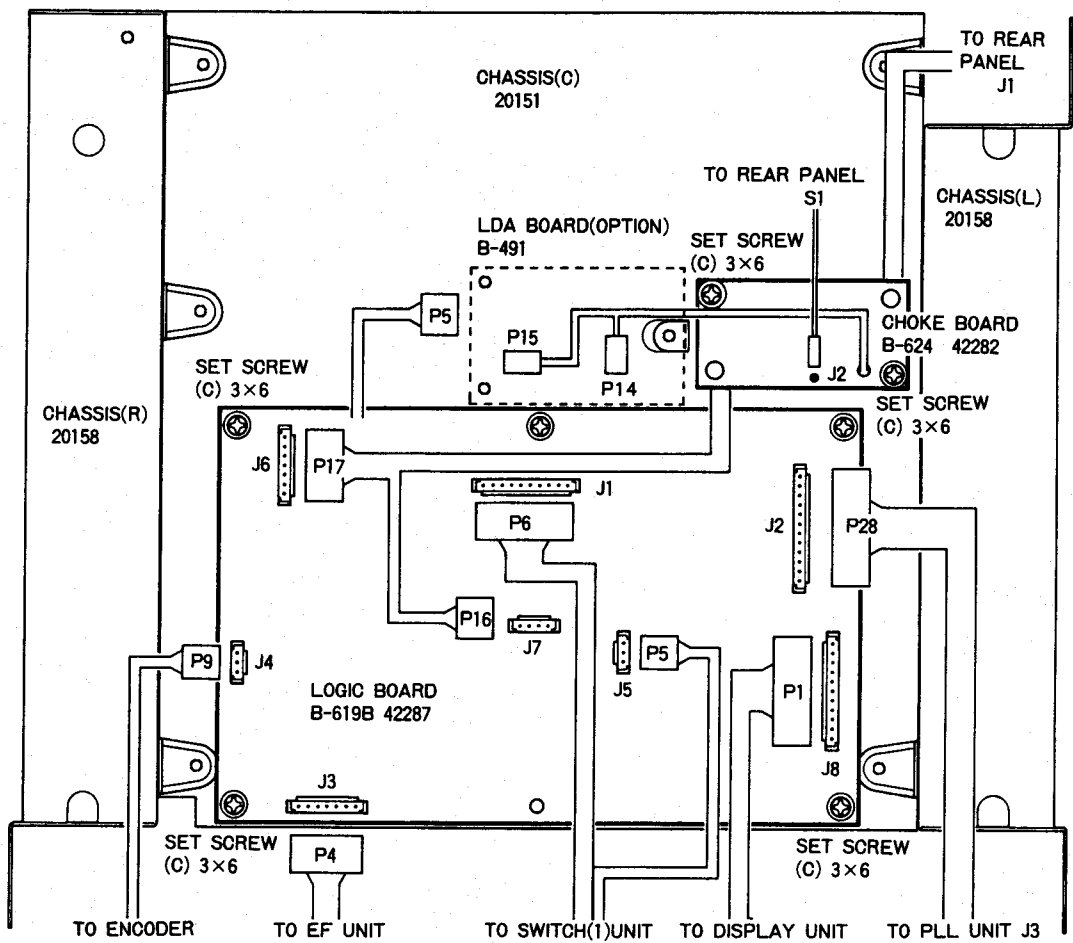 TO REAR
PANEL
J1
CHASSIS(C)
20151
TO REAR PANEL
S1
CHASSIS(L)
20158
LDA BOARD(OPTION)
B-491
SET SCREW
(C) 3×6
P5
P15
P14
CHOKE BOARD
B-624 42282
J2
SET SCREW
(C) 3×6
SET SCREW
(C) 3×6
CHASSIS(R)
20158
J6
P17
J1
P6
J2
P28
P16
J7
J5
P5
P9
J4
P1
LOGIC BOARD
B-619B 42287
J8
J3
SET SCREW
(C) 3×6
P4
SET SCREW
(C) 3×6
TO ENCODER
TO EF UNIT
TO SWITCH(1)UNIT
TO DISPLAY UNIT
TO PLL UNIT J3